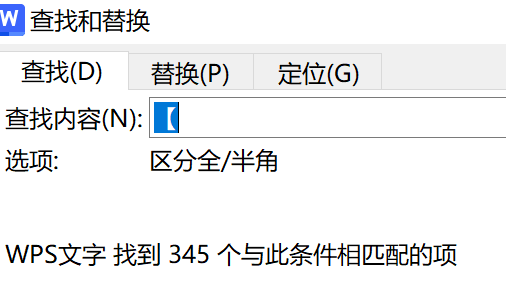 W 查找和替换
查找(D) 替换(P) 定位(G)
查找内容(N): 【
选项: 区分全/半角
WPS文字 找到 345 个与此条件相匹配的项